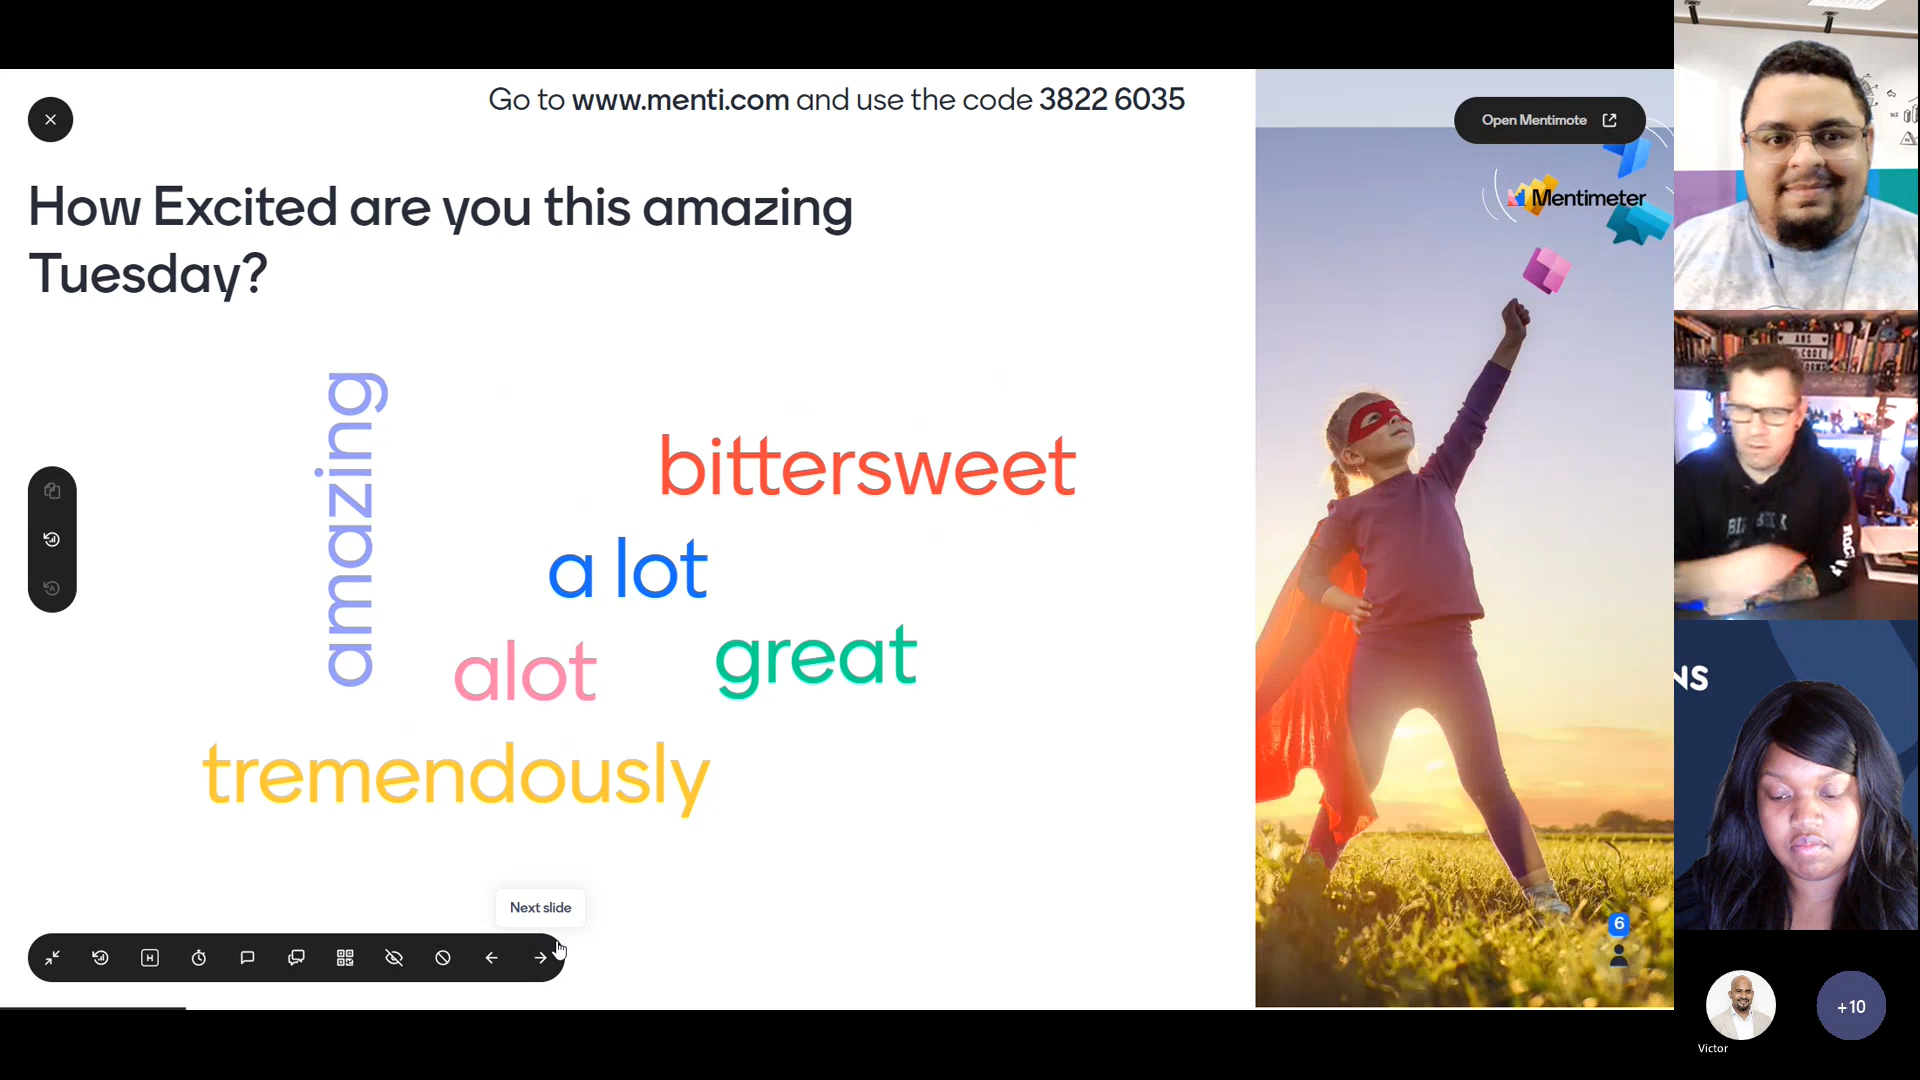 Go to www.menti.com and use the code 3822 6035
Open Mentimote
Mentimeter
How Excited are you this amazing
Tuesday?
amazing
bittersweet
a lot
alot
great
tremendously
Next slide
H
6
NS
Victor
+10